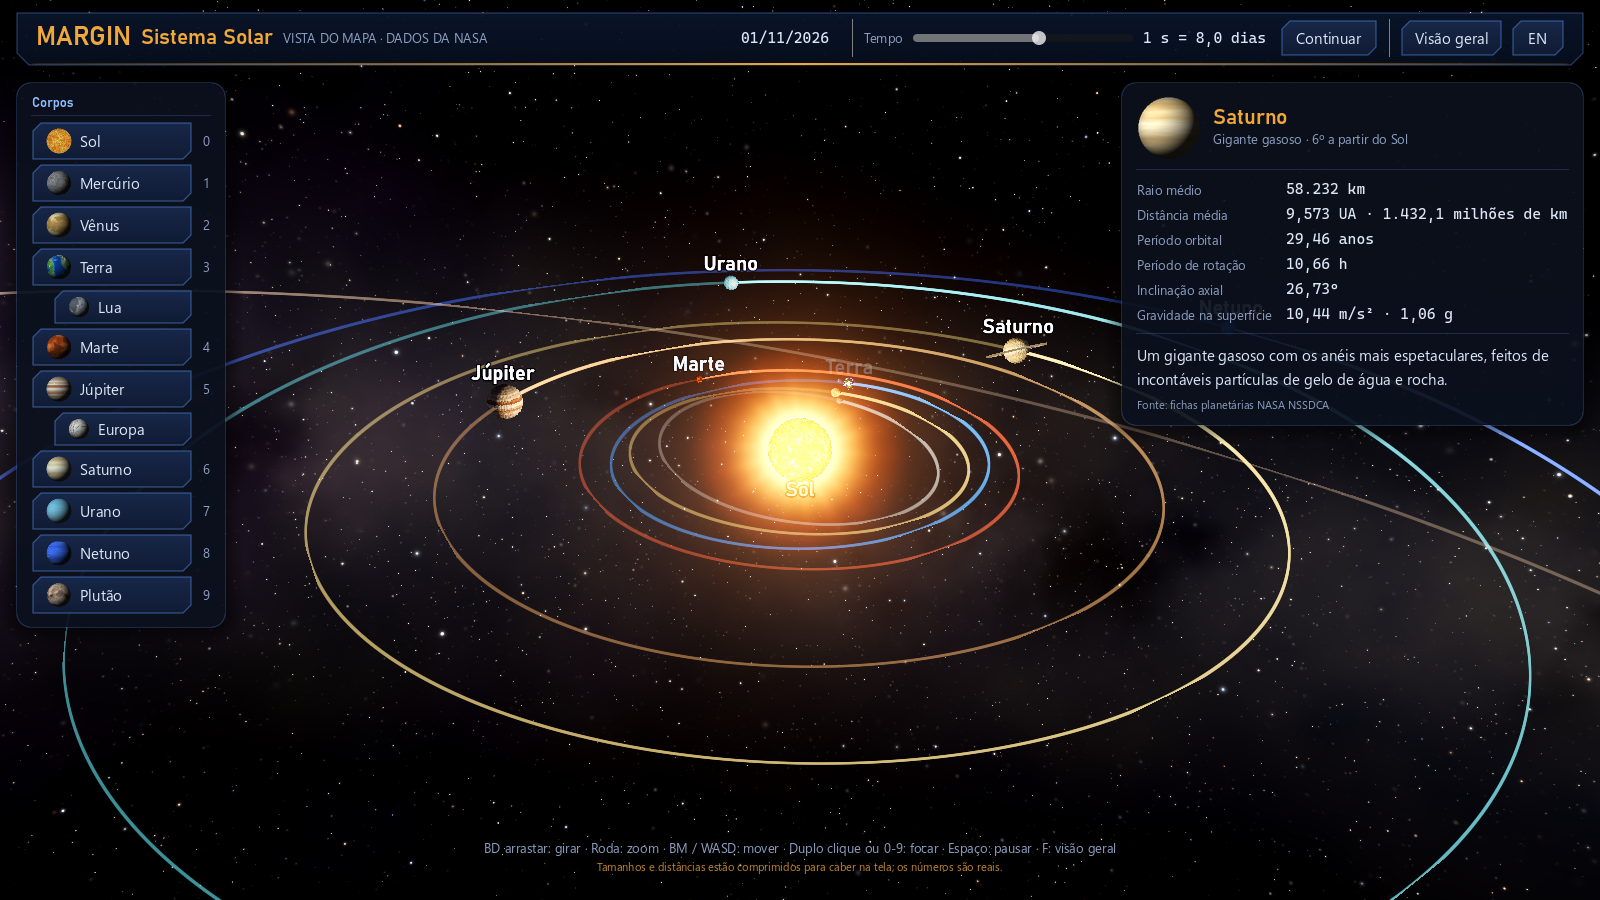 MARGIN Sistema Solar VISTA DO MAPA · DADOS DA NASA
01/11/2026
Tempo 1 s = 8,0 dias
Continuar
Visão geral
EN
Corpos
Sol 0
Mercúrio 1
Vênus 2
Terra 3
Lua
Marte 4
Júpiter 5
Europa
Saturno 6
Urano 7
Netuno 8
Plutão 9
Urano
Saturno
Marte
Terra
Júpiter
Sol
Netuno
Saturno
Gigante gasoso · 6º a partir do Sol
Raio médio 58.232 km
Distância média 9,573 UA · 1.432,1 milhões de km
Período orbital 29,46 anos
Período de rotação 10,66 h
Inclinação axial 26,73°
Gravidade na superfície 10,44 m/s² · 1,06 g
Um gigante gasoso com os anéis mais espetaculares, feitos de
incontáveis partículas de gelo de água e rocha.
Fonte: fichas planetárias NASA NSSDCA
BD arrastar: girar · Roda: zoom · BM / WASD: mover · Duplo clique ou 0-9: focar · Espaço: pausar · F: visão geral
Tamanhos e distâncias estão comprimidos para caber na tela; os números são reais.